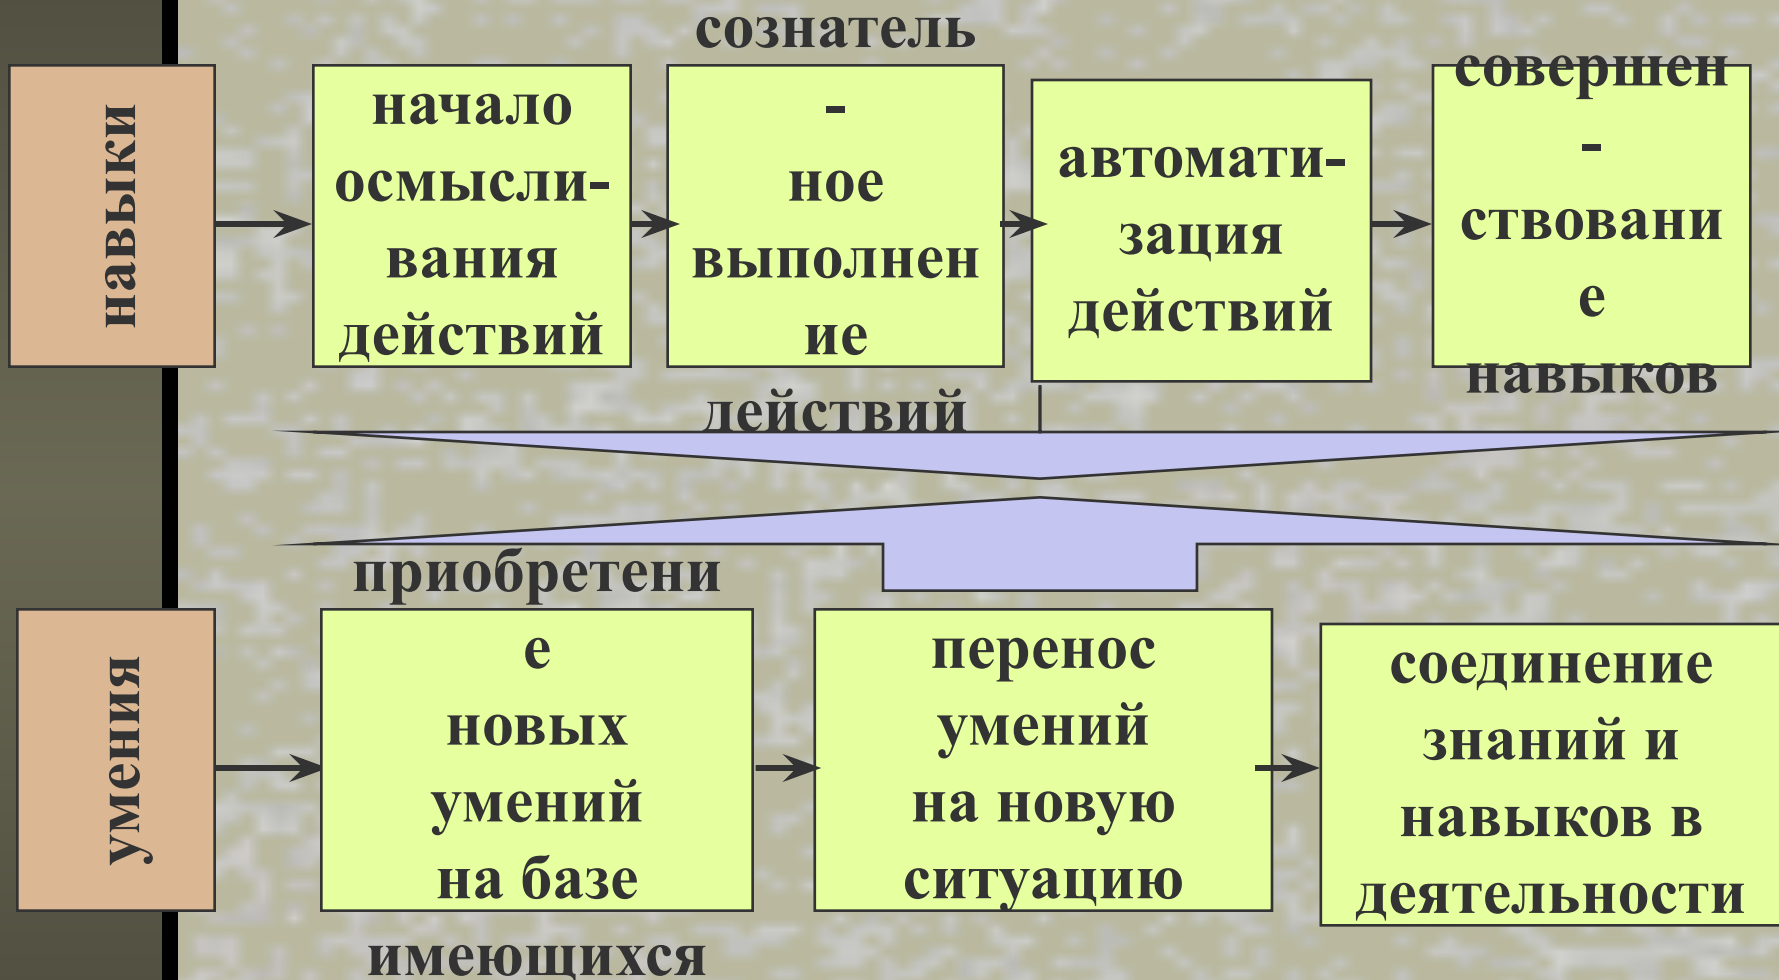 навыки
начало
осмысли-
вания
действий
сознатель
-
ное
выполнен
ие
действий
автомати-
зация
действий
совершен
-
ствовани
е
навыков
умения
приобретени
е
новых
умений
на базе
имеющихся
перенос
умений
на новую
ситуацию
соединение
знаний и
навыков в
деятельности